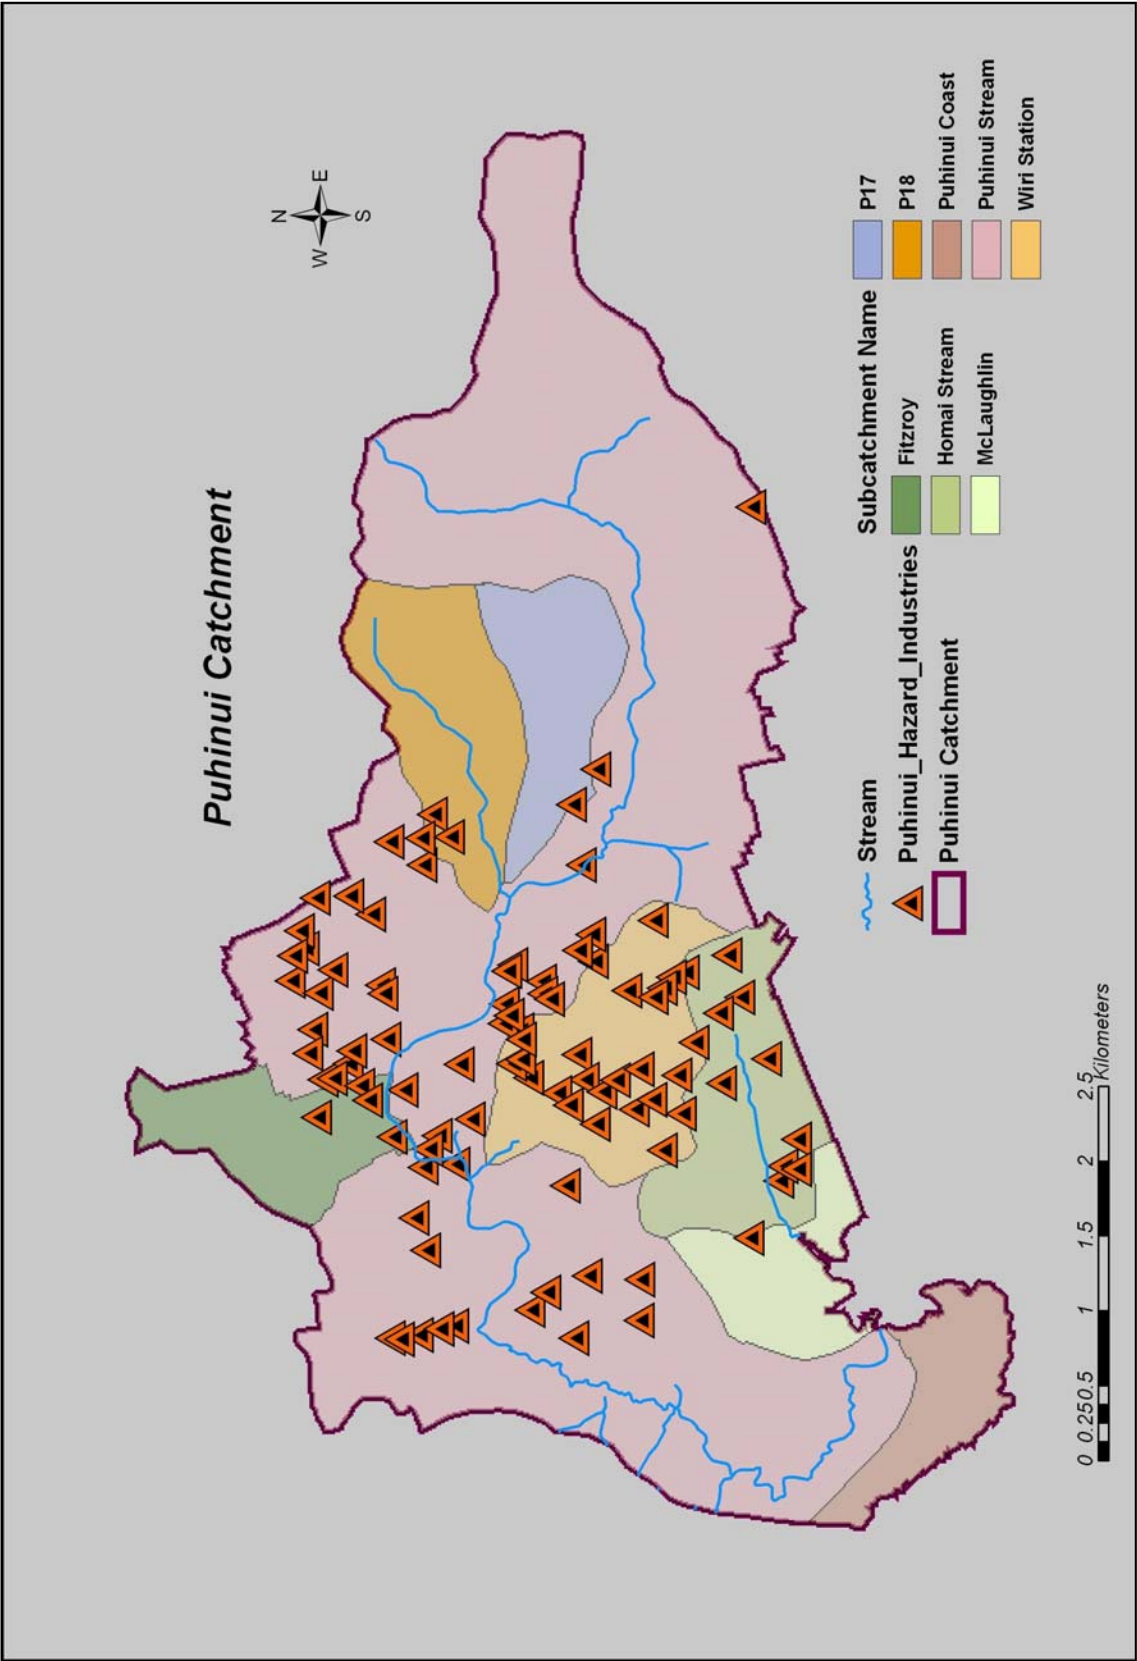 Puhinui Catchment
N
W
E
S
Stream
Puhinui_Hazard_Industries
Puhinui Catchment
Subcatchment Name
Fitzroy
Homai Stream
McLaughlin
P17
P18
Puhinui Coast
Puhinui Stream
Wiri Station
0 0.250.5 1 1.5 2 2.5
Kilometers